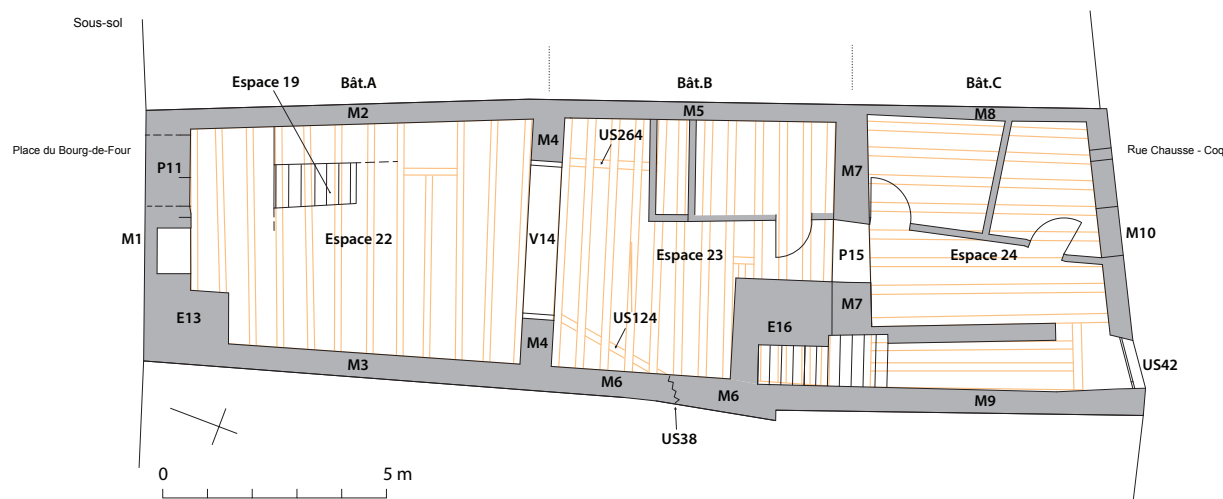 Sous-sol
Bât.A
Bât.B
Bât.C
Espace 19
M2
M5
M8
Place du Bourg-de-Four
US264
M4
Rue Chausse - Coq
P11
M7
M1
Espace 22
V14
Espace 23
P15
Espace 24
M10
E13
US124
E16
M7
M4
M3
M6
M6
M9
US42
US38
0
5 m